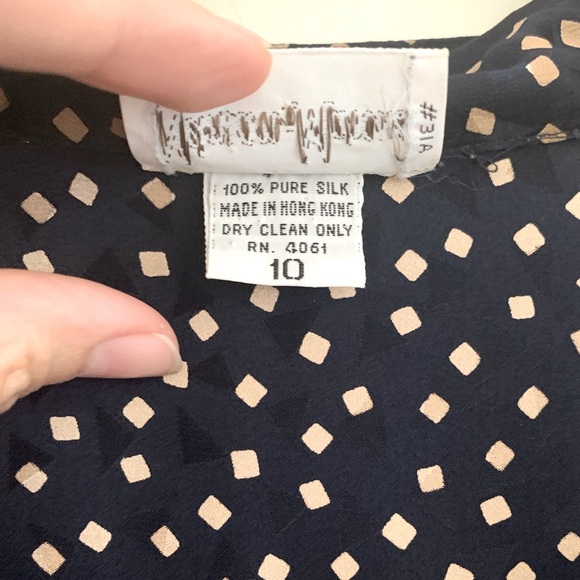 #31A
100% PURE SILK
MADE IN HONG KONG
DRY CLEAN ONLY
RN. 4061
10